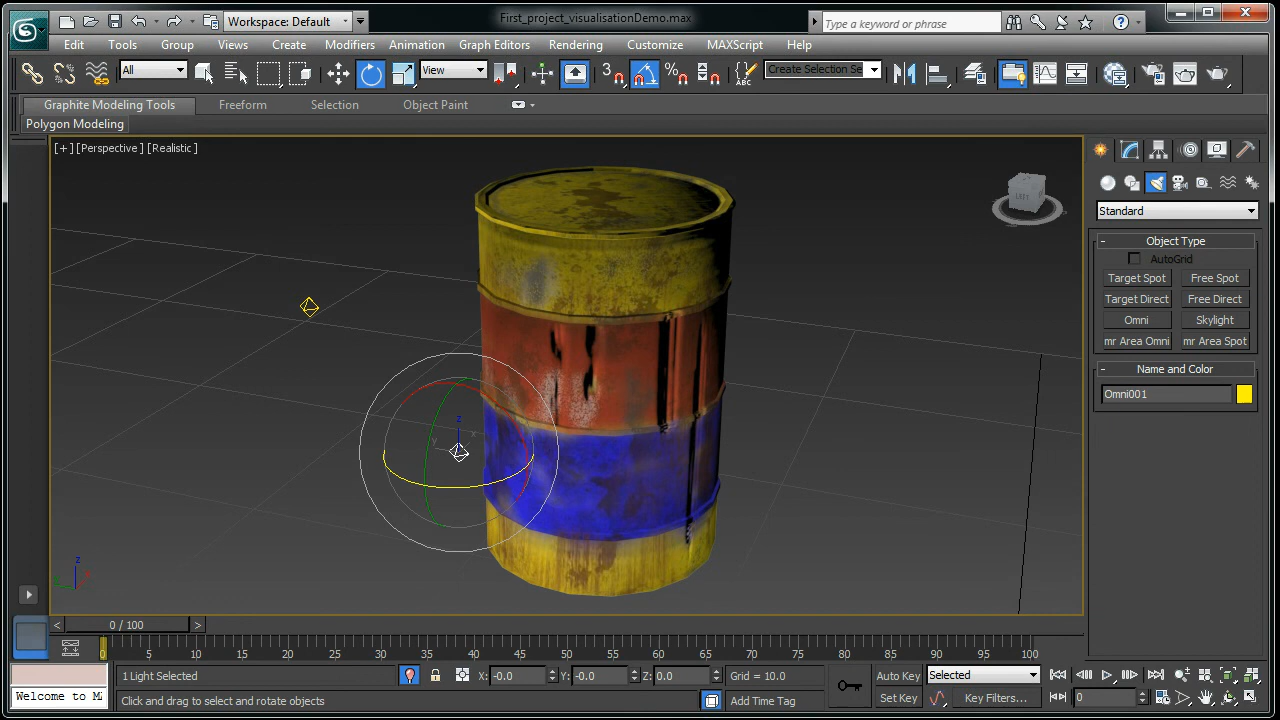 Workspace: Default
First_project_visualisationDemo.max
Type a keyword or phrase
Edit Tools Group Views Create Modifiers Animation Graph Editors Rendering Customize MAXScript Help
All View 3 Create Selection Se
Graphite Modeling Tools Freeform Selection Object Paint
Polygon Modeling
[+] [Perspective] [Realistic]
LEFT
Standard
- Object Type
AutoGrid
Target Spot Free Spot
Target Direct Free Direct
Omni Skylight
mr Area Omni mr Area Spot
- Name and Color
Omni001
z
y x
z
< 0 / 100 >
0 5 10 15 20 25 30 35 40 45 50 55 60 65 70 75 80 85 90 95 100
1 Light Selected X: -0.0 Y: -0.0 Z: 0.0 Grid = 10.0 Auto Key Selected
Welcome to M
Click and drag to select and rotate objects Add Time Tag Set Key Key Filters... 0